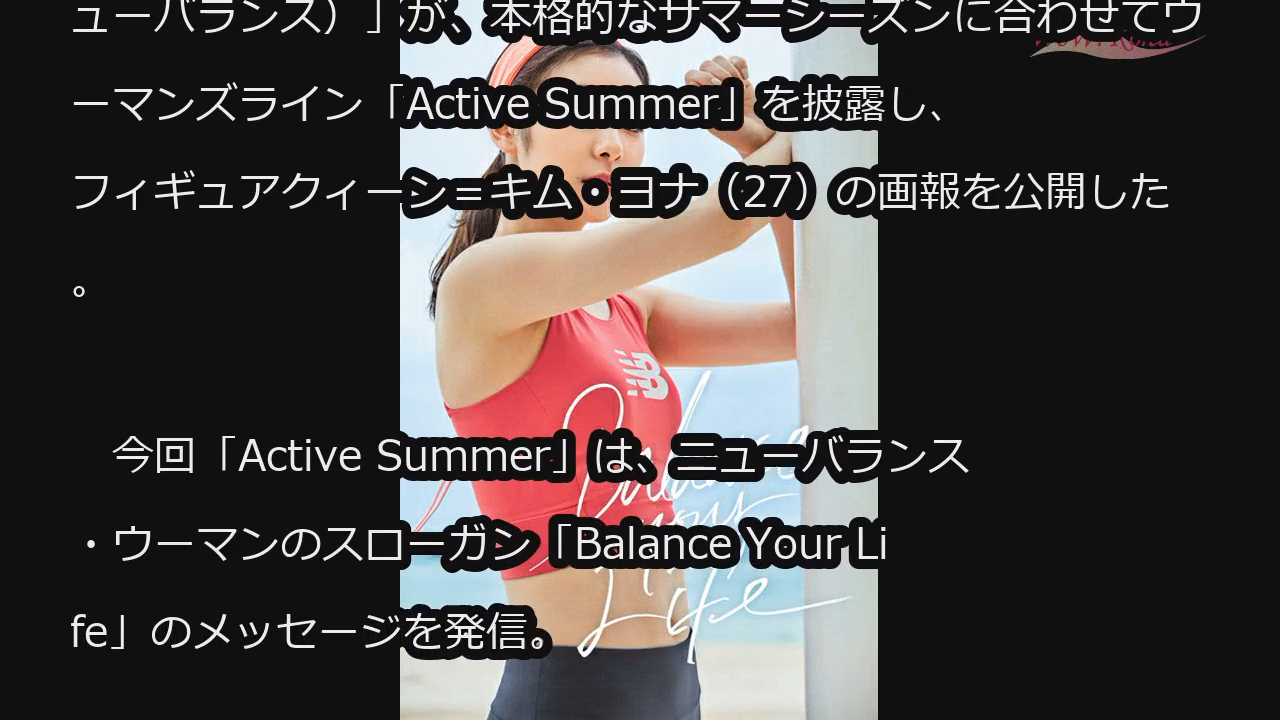 ューバランス）」が、本格的なサマーシーズンに合わせてウ
ーマンズライン「Active Summer」を披露し、
フィギュアクィーン＝キム・ヨナ（27）の画報を公開した
。
NB
今回「Active Summer」は、ニューバランス
・ウーマンのスローガン「Balance Your Li
fe」のメッセージを発信。
Balance
your
Life